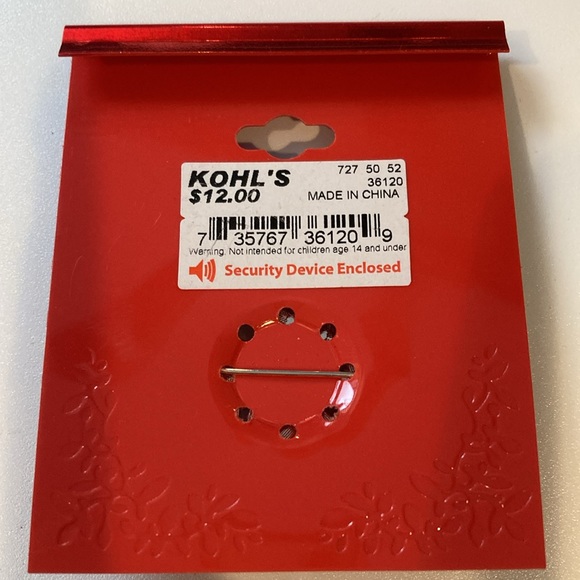 KOHL'S
$12.00
727 50 52
36120
MADE IN CHINA
7 35767 36120 9
Warning. Not intended for children age 14 and under
Security Device Enclosed